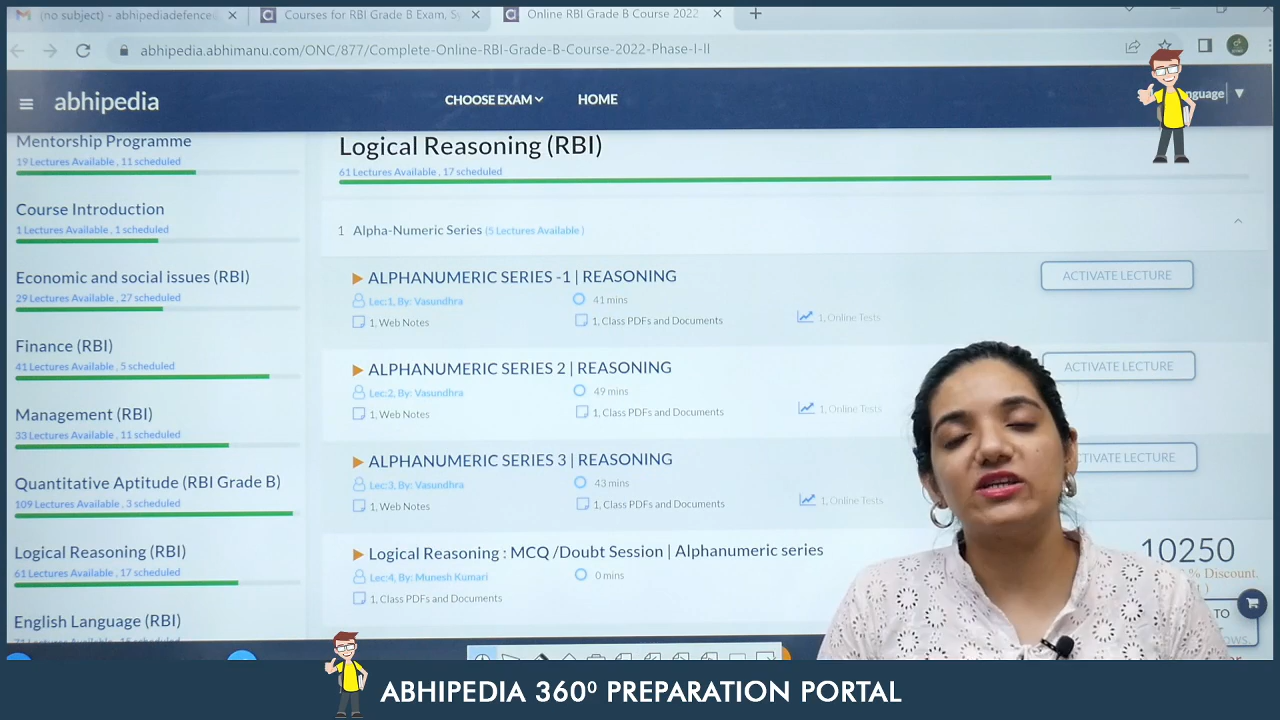 (no subject) - abhipediadefence
Courses for RBI Grade B Exam, Sy
Online RBI Grade B Course 2022
abhipedia.abhimanu.com/ONC/877/Complete-Online-RBI-Grade-B-Course-2022-Phase-I-II
abhipedia
CHOOSE EXAM
HOME
nguage
Mentorship Programme
19 Lectures Available , 11 scheduled
Course Introduction
1 Lectures Available , 1 scheduled
Economic and social issues (RBI)
29 Lectures Available , 27 scheduled
Finance (RBI)
41 Lectures Available , 5 scheduled
Management (RBI)
33 Lectures Available , 11 scheduled
Quantitative Aptitude (RBI Grade B)
109 Lectures Available , 3 scheduled
Logical Reasoning (RBI)
61 Lectures Available , 17 scheduled
English Language (RBI)
Logical Reasoning (RBI)
61 Lectures Available , 17 scheduled
1 Alpha-Numeric Series (5 Lectures Available )
ALPHANUMERIC SERIES -1 | REASONING
ACTIVATE LECTURE
Lec:1, By: Vasundhra
41 mins
1, Web Notes
1, Class PDFs and Documents
1, Online Tests
ALPHANUMERIC SERIES 2 | REASONING
ACTIVATE LECTURE
Lec:2, By: Vasundhra
49 mins
1, Web Notes
1, Class PDFs and Documents
1, Online Tests
ALPHANUMERIC SERIES 3 | REASONING
CTIVATE LECTURE
Lec:3, By: Vasundhra
43 mins
1, Web Notes
1, Class PDFs and Documents
1, Online Tests
Logical Reasoning : MCQ /Doubt Session | Alphanumeric series
Lec:4, By: Munesh Kumari
0 mins
1, Class PDFs and Documents
10250
% Discount.
TO
ABHIPEDIA 360⁰ PREPARATION PORTAL